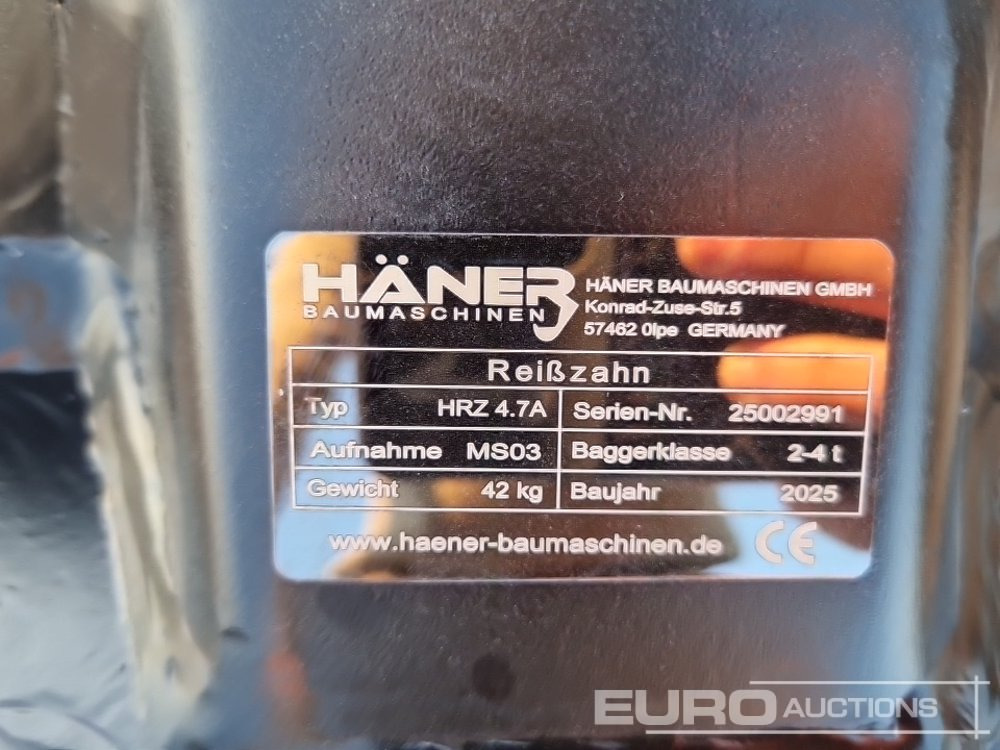 HÄNER
BAUMASCHINEN
HÄNER BAUMASCHINEN GMBH
Konrad-Zuse-Str.5
57462 Olpe GERMANY
Reißzahn
Typ HRZ 4.7A Serien-Nr. 25002991
Aufnahme MS03 Baggerklasse 2-4 t
Gewicht 42 kg Baujahr 2025
www.haener-baumaschinen.de CE
EURO AUCTIONS